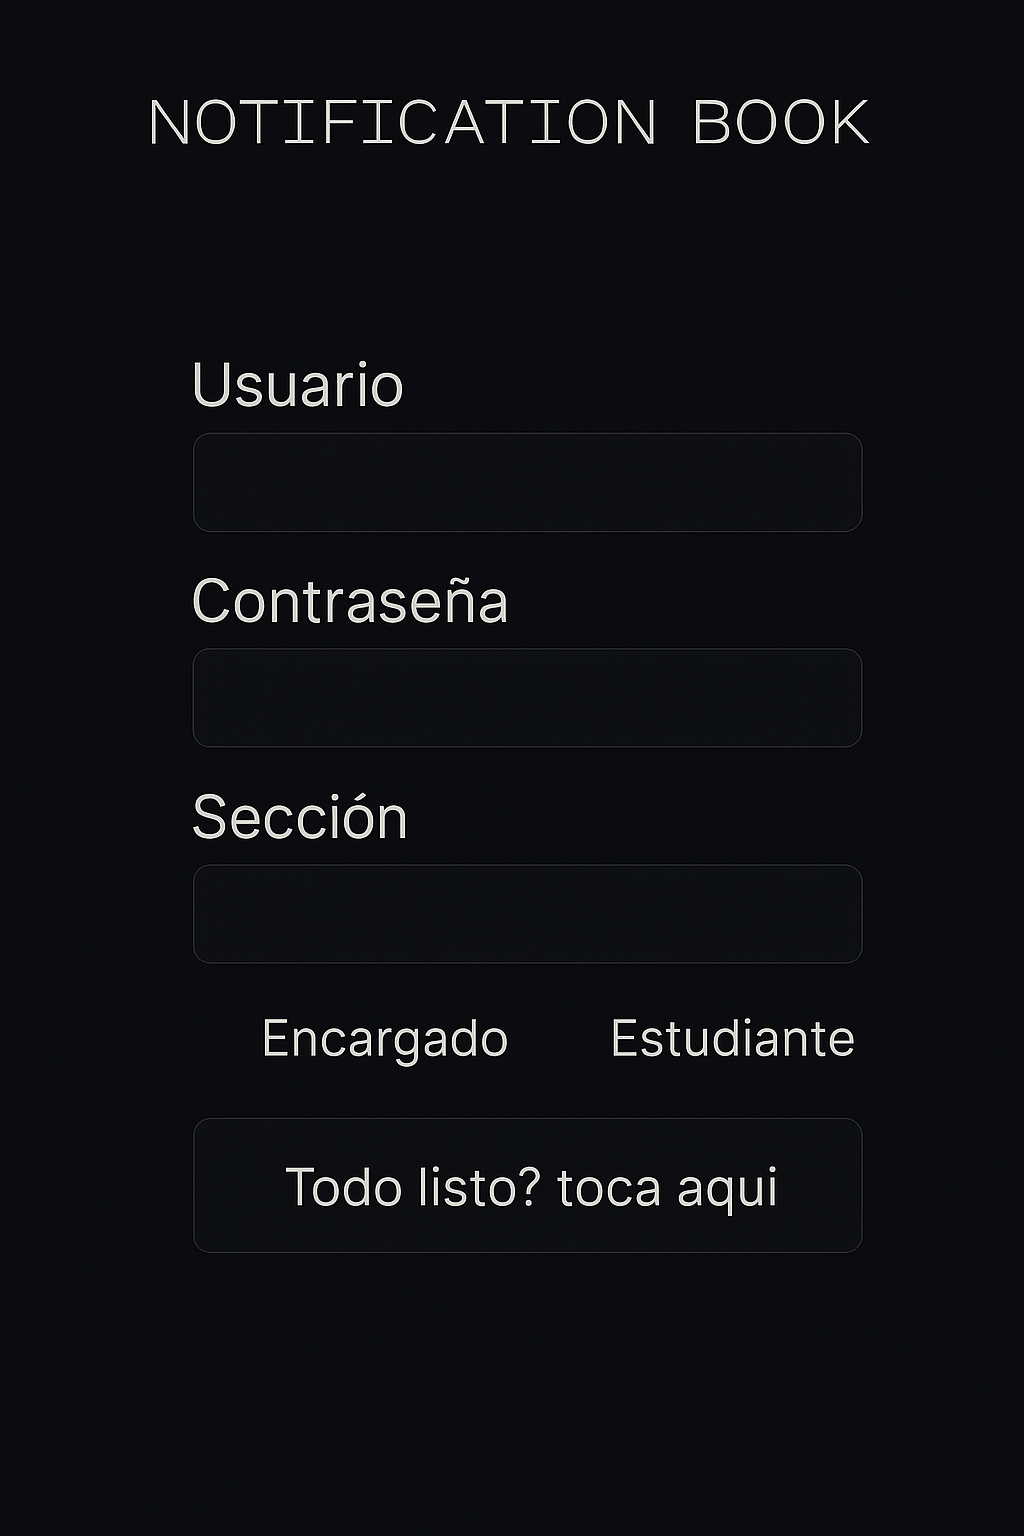 NOTIFICATION BOOK
Usuario
Contraseña
Sección
Encargado Estudiante
Todo listo? toca aqui